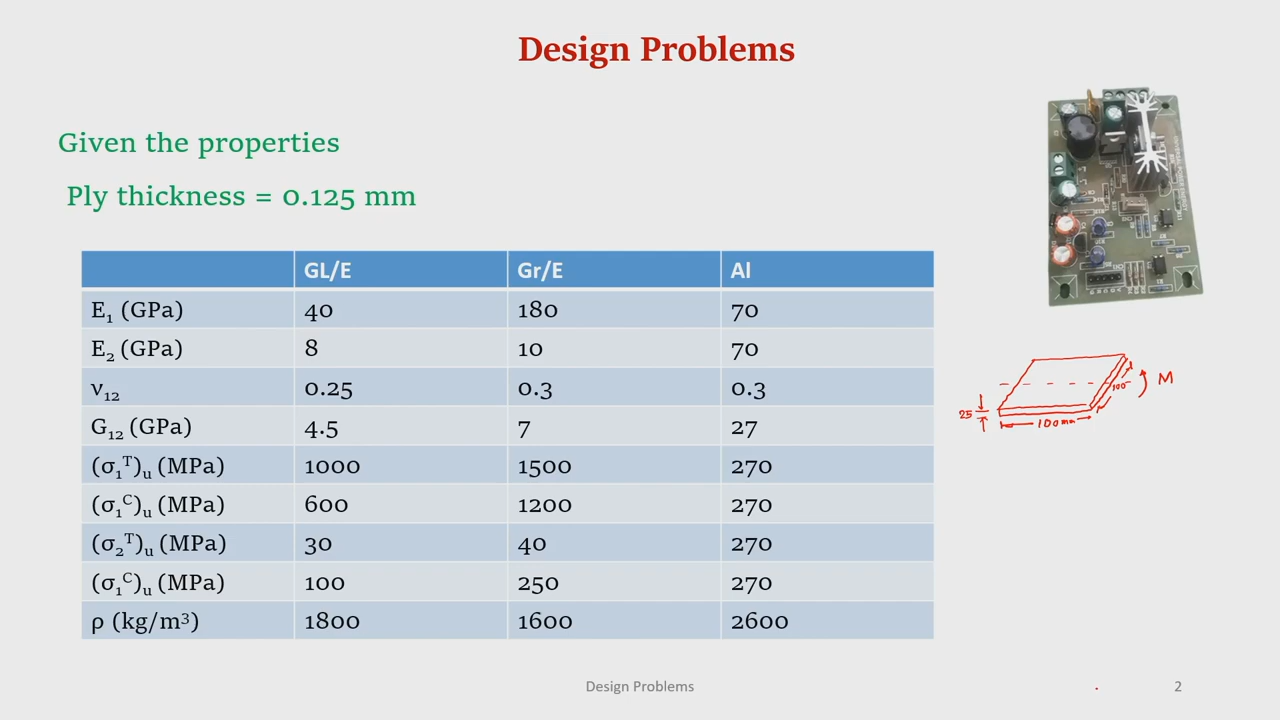 Design Problems
Given the properties
Ply thickness = 0.125 mm
GL/E Gr/E Al
E₁ (GPa) 40 180 70
E₂ (GPa) 8 10 70
ν₁₂ 0.25 0.3 0.3
G₁₂ (GPa) 4.5 7 27
(σ₁ᵀ)ᵤ (MPa) 1000 1500 270
(σ₁ᶜ)ᵤ (MPa) 600 1200 270
(σ₂ᵀ)ᵤ (MPa) 30 40 270
(σ₁ᶜ)ᵤ (MPa) 100 250 270
ρ (kg/m³) 1800 1600 2600
M
100
25
100mm
Design Problems 2